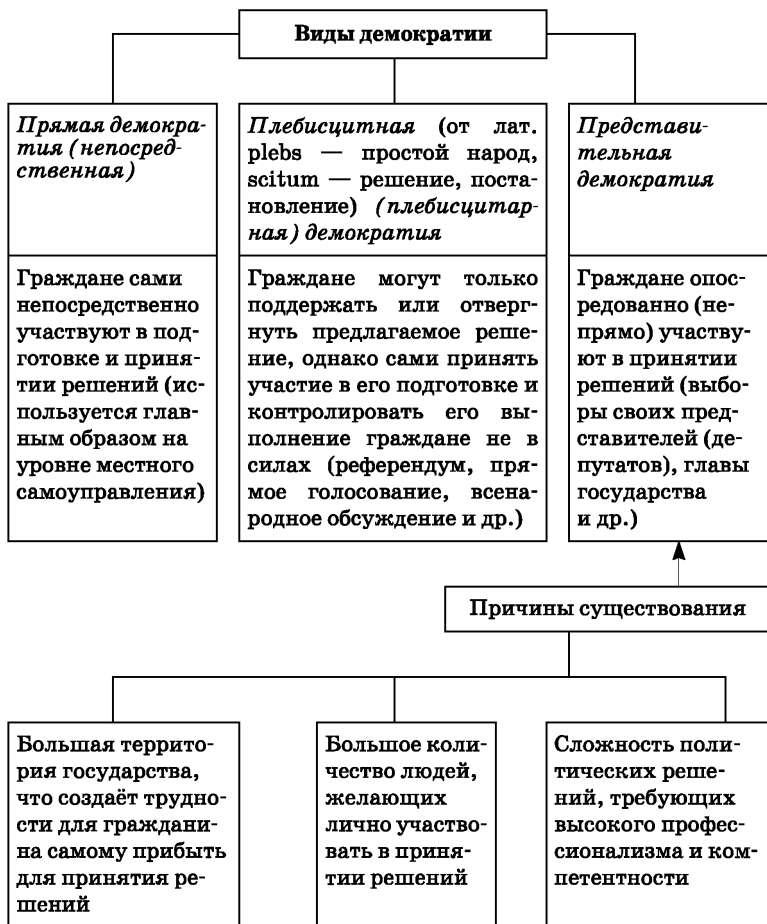 Виды демократии
Прямая демокра-
тия (непосред-
ственная)
Плебисцитная (от лат.
plebs — простой народ,
scitum — решение, поста-
новление) (плебисцитар-
ная) демократия
Представи-
тельная
демократия
Граждане сами
непосредственно
участвуют в под-
готовке и приня-
тии решений (ис-
пользуется глав-
ным образом на
уровне местного
самоуправления)
Граждане могут только
поддержать или отверг-
нуть предлагаемое реше-
ние, однако сами принять
участие в его подготовке и
контролировать его вы-
полнение граждане не в
силах (референдум, пря-
мое голосование, всена-
родное обсуждение и др.)
Граждане опос-
редованно (не-
прямо) участву-
ют в принятии
решений (выбо-
ры своих пред-
ставителей (де-
путатов), главы
государства
и др.)
Причины существования
Большая террито-
рия государства,
что создаёт трудно-
сти для граждани-
на самому прибыть
для принятия ре-
шений
Большое коли-
чество людей,
желающих
лично участво-
вать в приня-
тии решений
Сложность поли-
тических реше-
ний, требующих
высокого профес-
сионализма и ком-
петентности